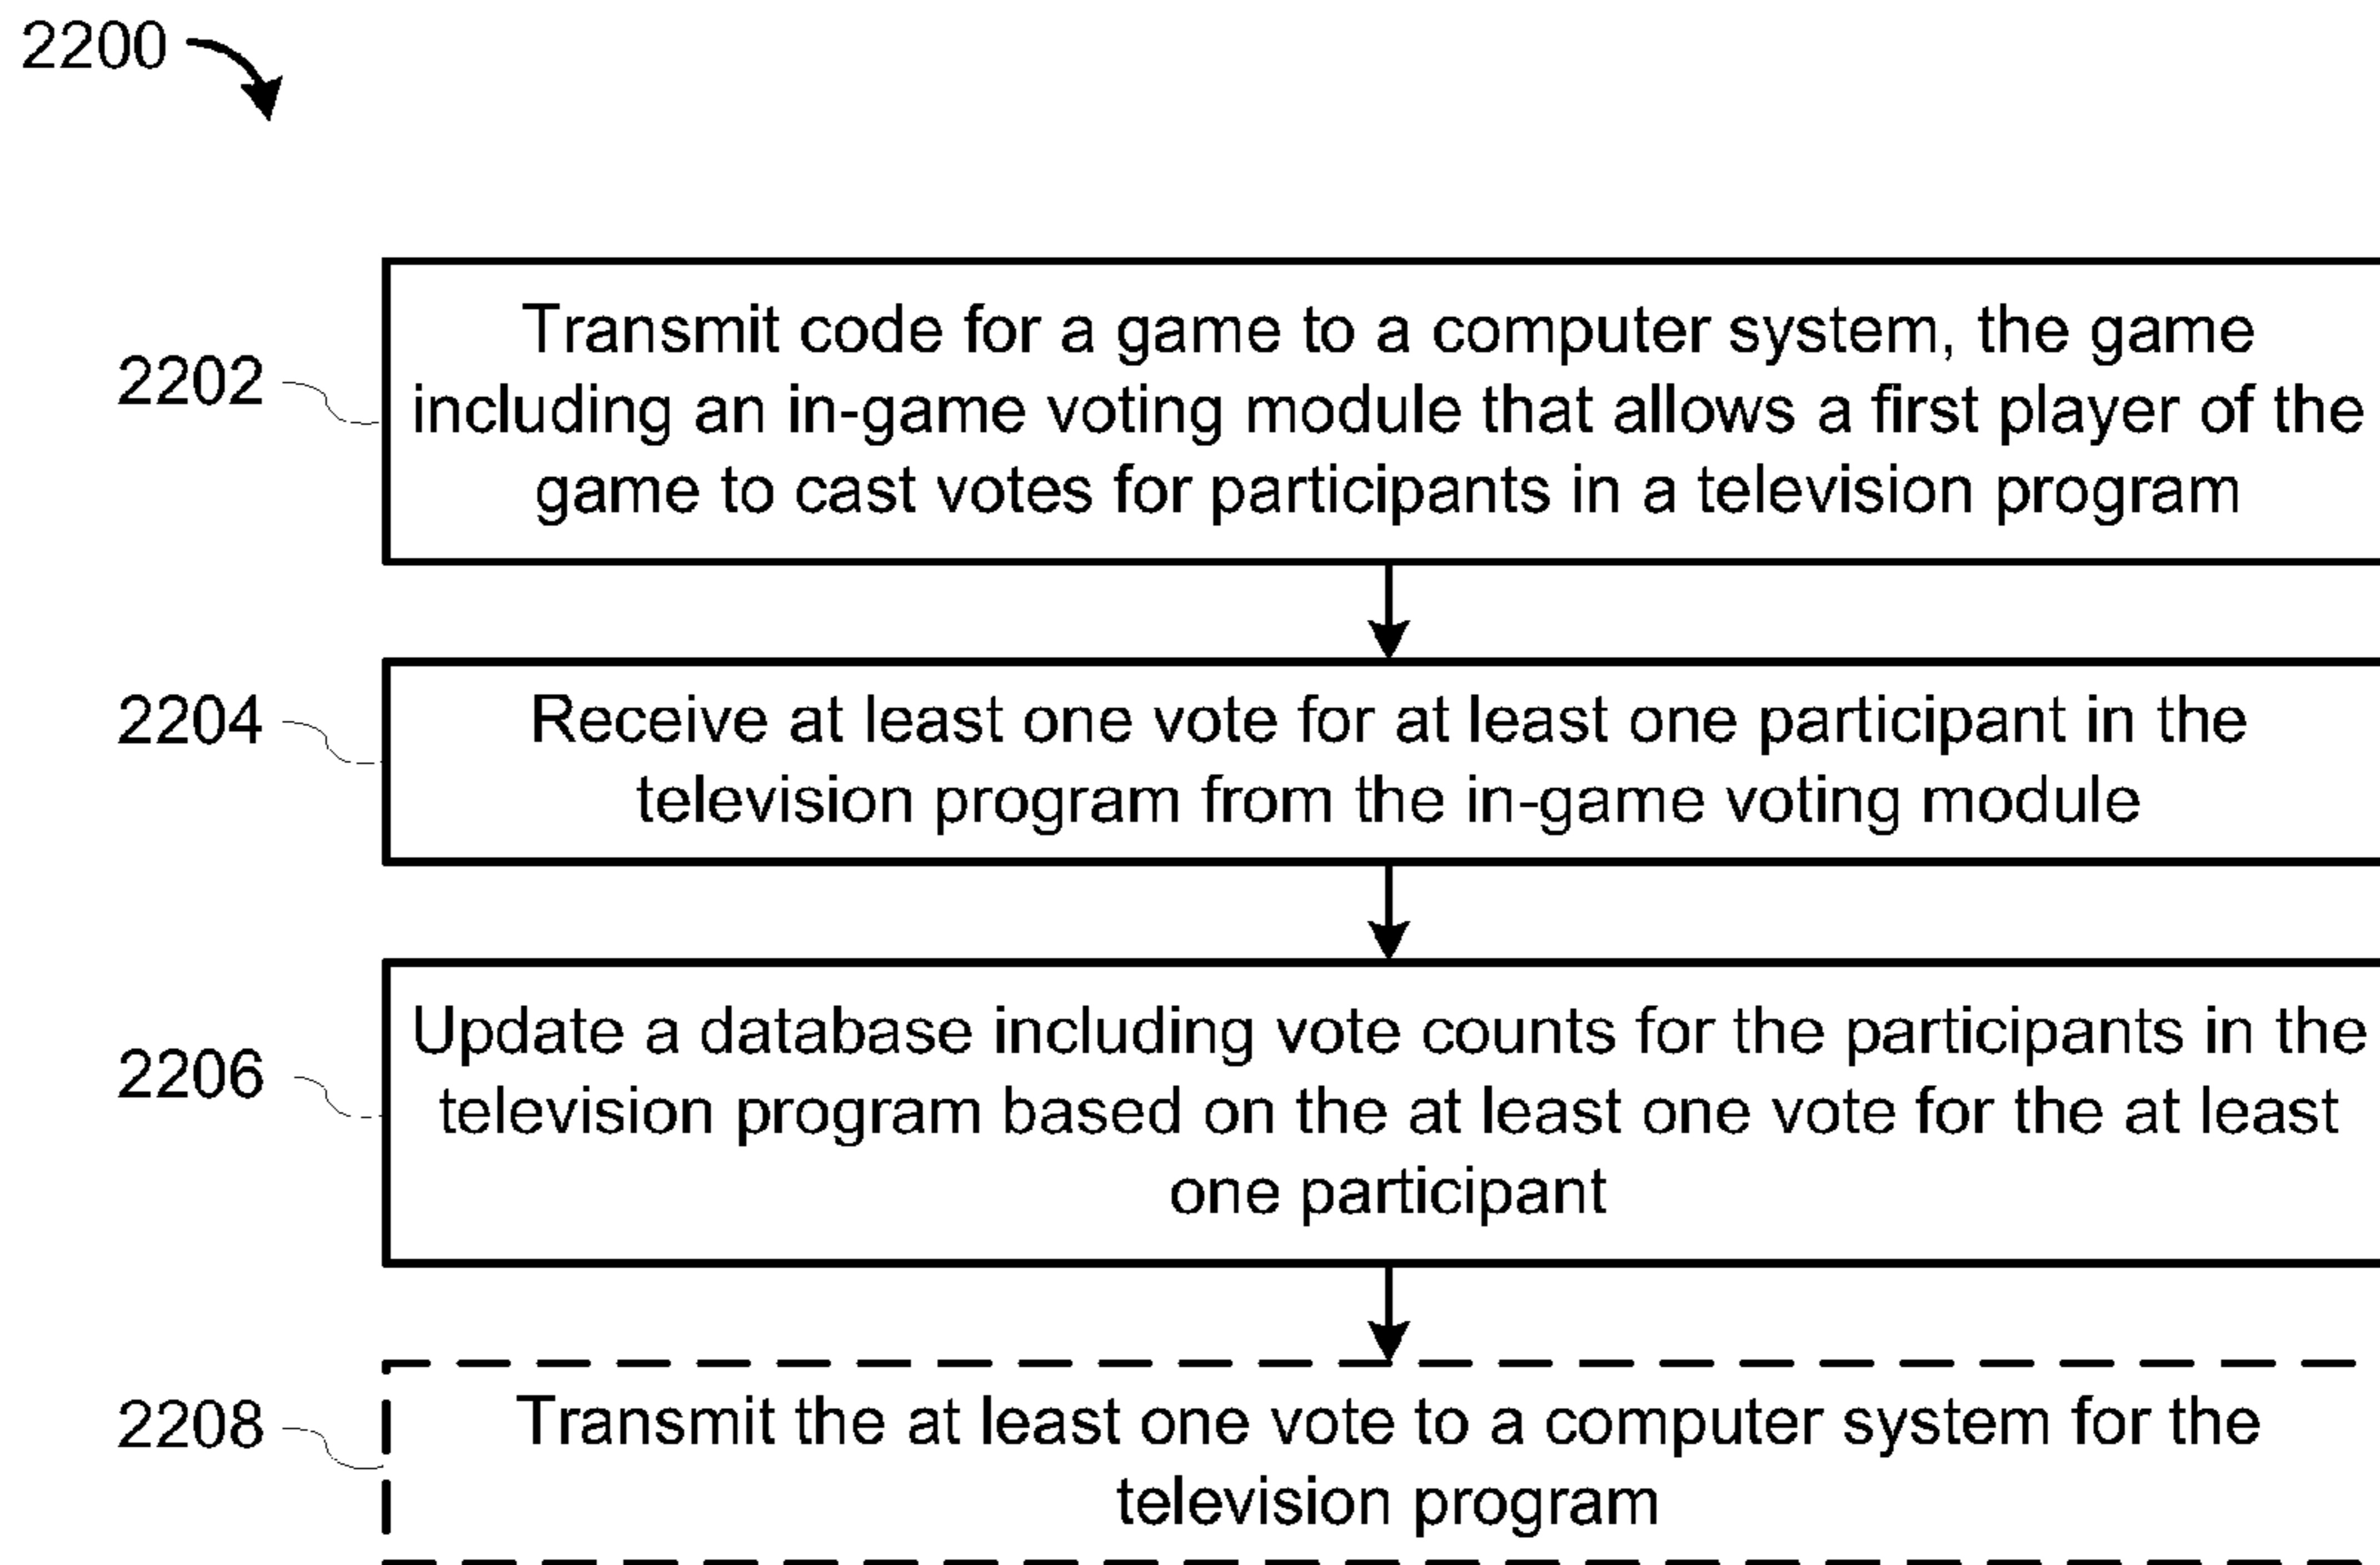 2200
2202
Transmit code for a game to a computer system, the game
including an in-game voting module that allows a first player of the
game to cast votes for participants in a television program
2204
Receive at least one vote for at least one participant in the
television program from the in-game voting module
2206
Update a database including vote counts for the participants in the
television program based on the at least one vote for the at least
one participant
2208
Transmit the at least one vote to a computer system for the
television program